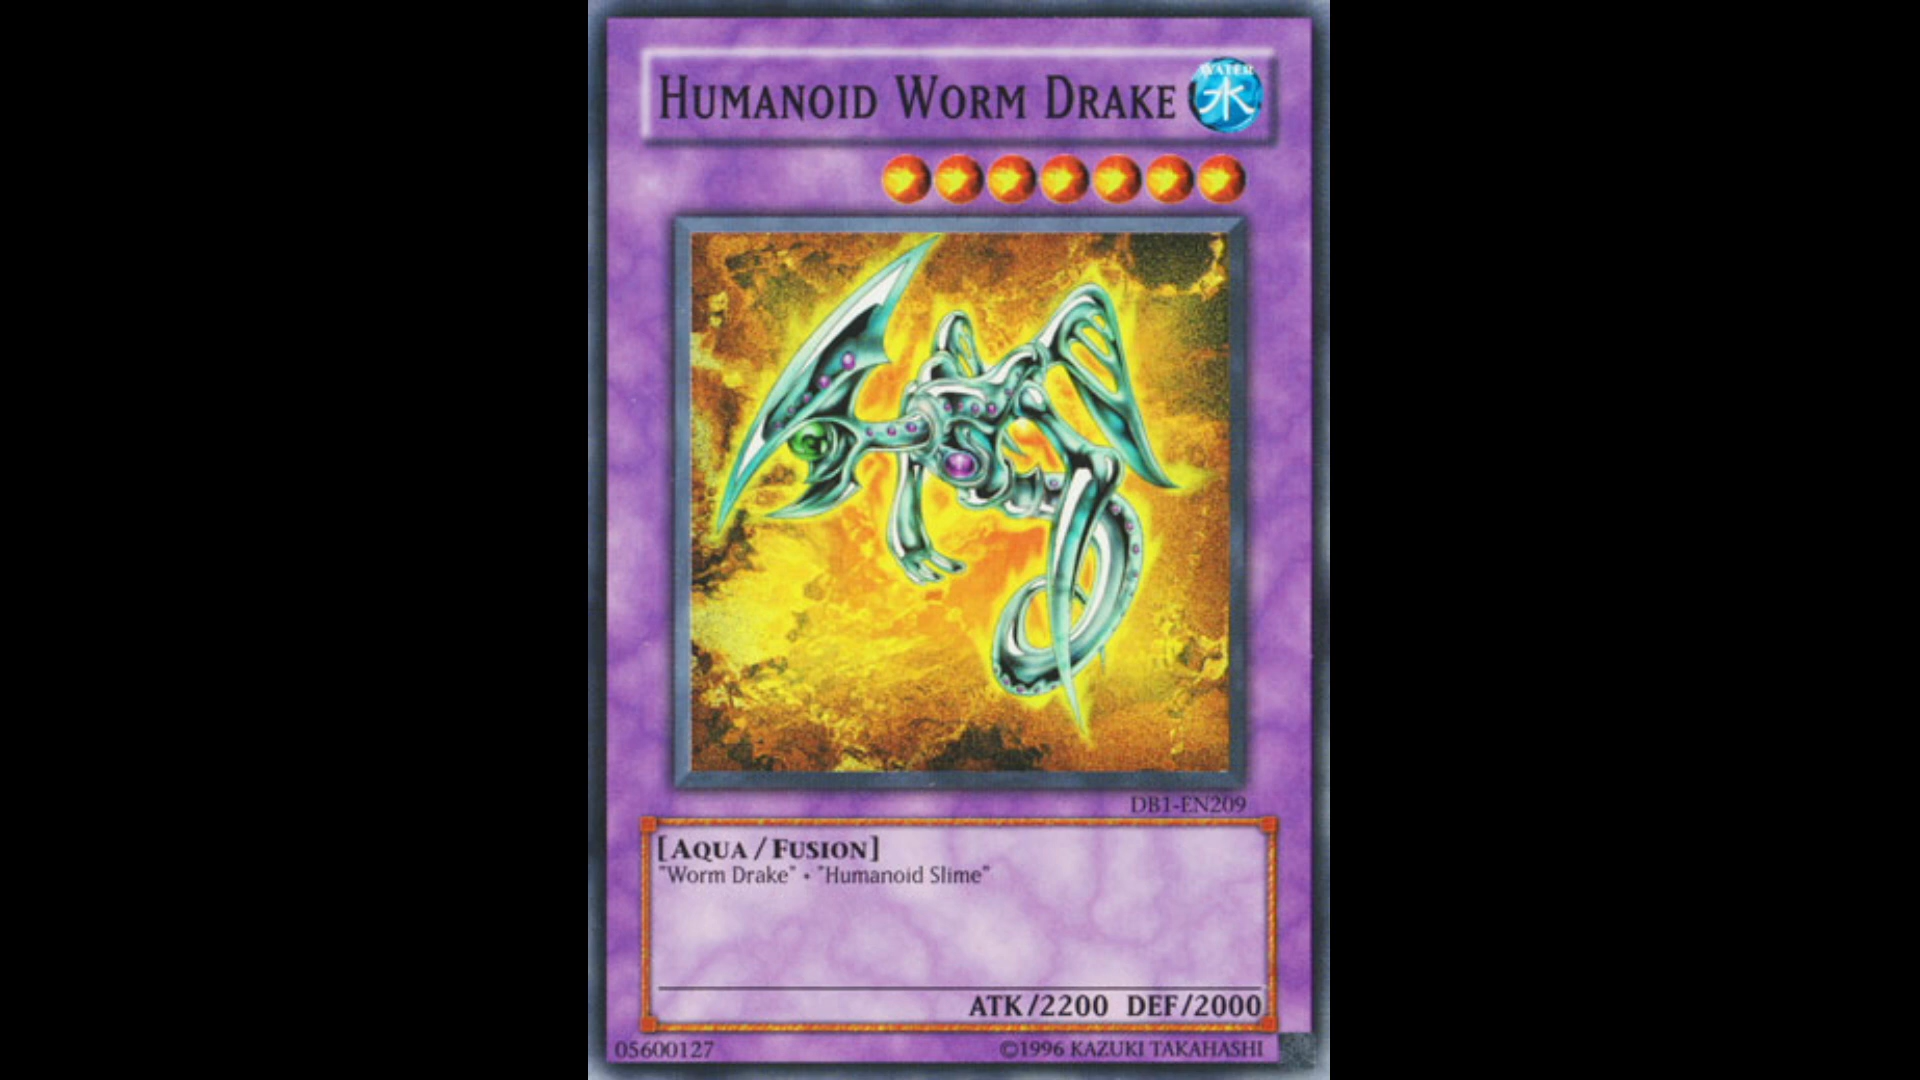 HUMANOID WORM DRAKE
WATER
水
DB1-EN209
[AQUA / FUSION]
"Worm Drake" • "Humanoid Slime"
ATK/2200 DEF/2000
05600127
©1996 KAZUKI TAKAHASHI